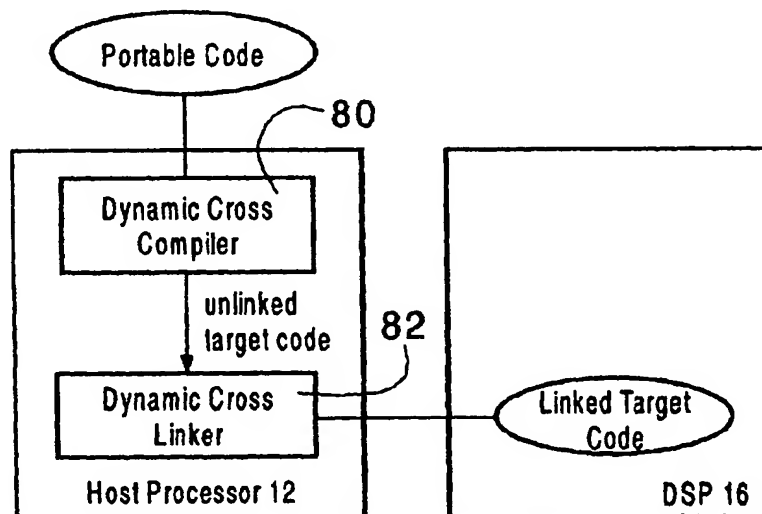 Portable Code
80
Dynamic Cross
Compiler
unlinked
target code
82
Dynamic Cross
Linker
Linked Target
Code
Host Processor 12
DSP 16